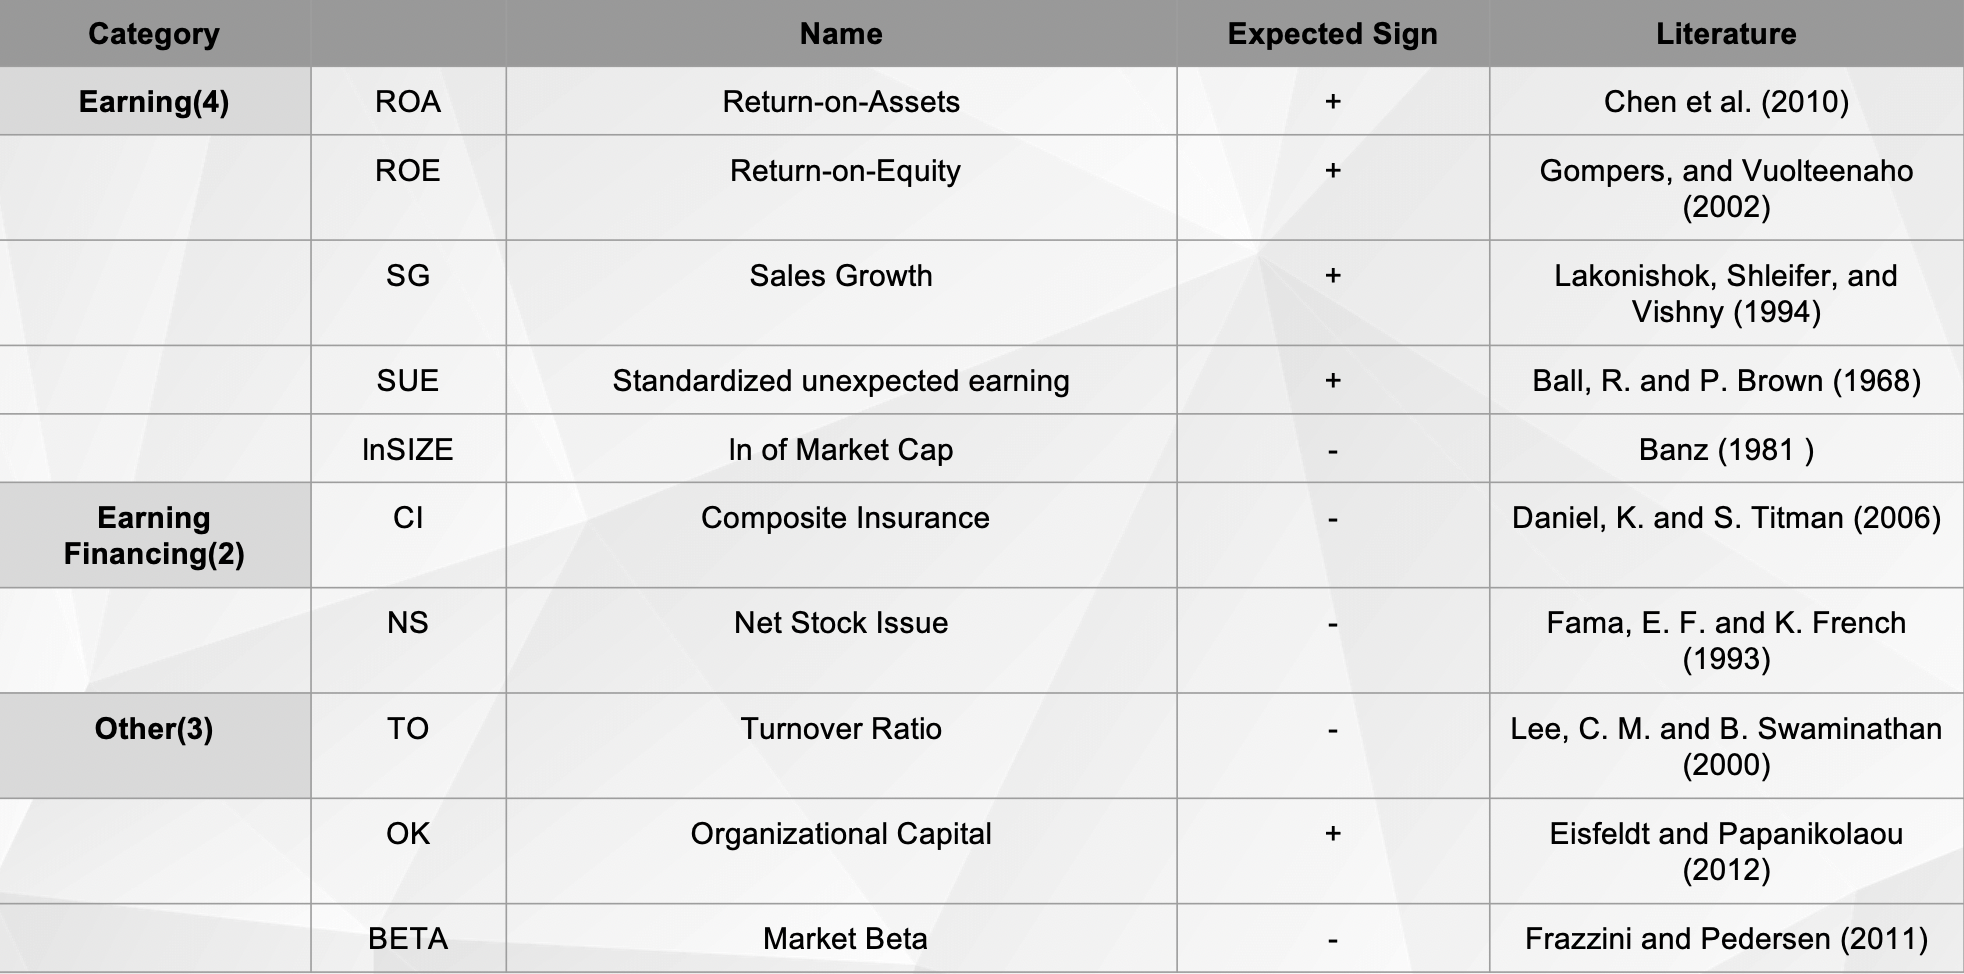 Category Name Expected Sign Literature
Earning(4) ROA Return-on-Assets + Chen et al. (2010)
ROE Return-on-Equity + Gompers, and Vuolteenaho
(2002)
SG Sales Growth + Lakonishok, Shleifer, and
Vishny (1994)
SUE Standardized unexpected earning + Ball, R. and P. Brown (1968)
lnSIZE ln of Market Cap - Banz (1981 )
Earning CI Composite Insurance - Daniel, K. and S. Titman (2006)
Financing(2)
NS Net Stock Issue - Fama, E. F. and K. French
(1993)
Other(3) TO Turnover Ratio - Lee, C. M. and B. Swaminathan
(2000)
OK Organizational Capital + Eisfeldt and Papanikolaou
(2012)
BETA Market Beta - Frazzini and Pedersen (2011)